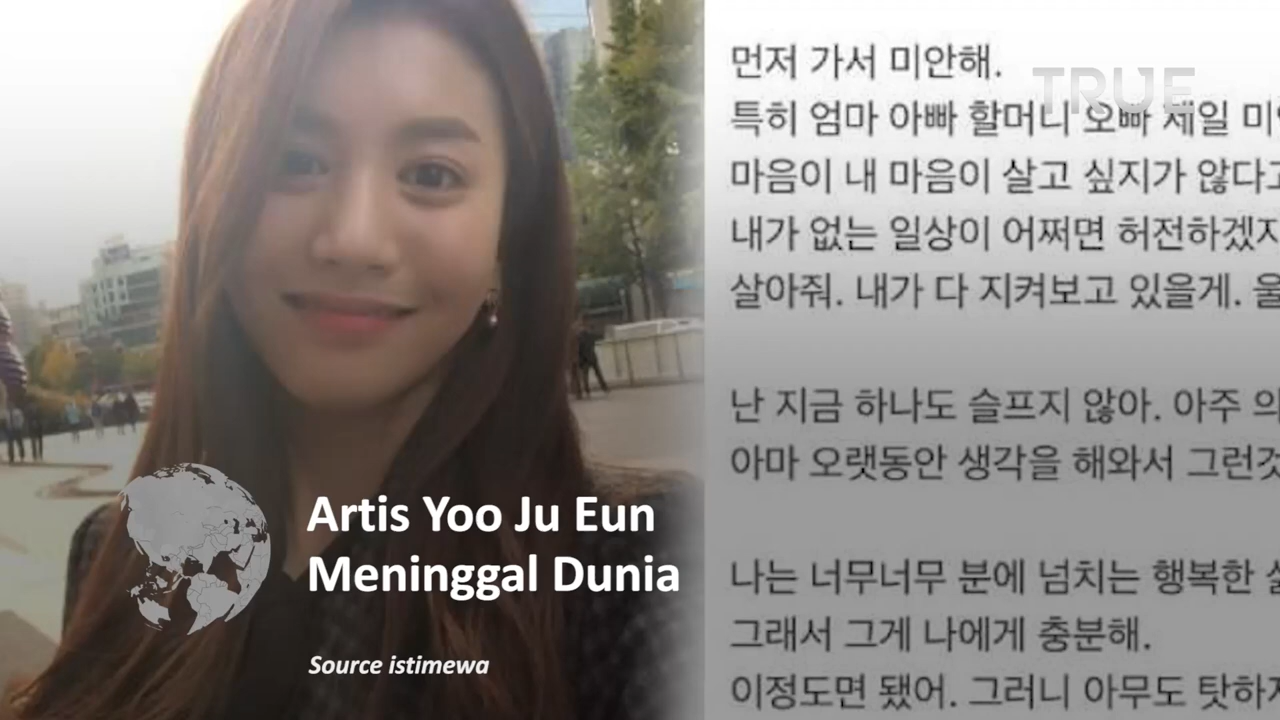 TRUE
먼저 가서 미안해.
특히 엄마 아빠 할머니 오빠 제일
마음이 내 마음이 살고 싶지가 않다고
내가 없는 일상이 어쩌면 허전하겠지
살아줘. 내가 다 지켜보고 있을게.
난 지금 하나도 슬프지 않아. 아주
아마 오랫동안 생각을 해와서
나는 너무너무 분에 넘치는 행복한
그래서 그게 나에게 충분해.
이정도면 됐어. 그러니 아무도
Artis Yoo Ju Eun
Meninggal Dunia
Source istimewa